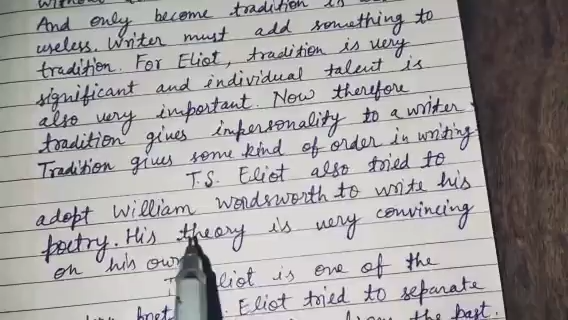 And only become tradition is
useless. Writer must add something to
tradition. For Eliot, tradition is very
significant and individual talent is
also very important. Now therefore
tradition gives impersonality to a writer.
Tradition gives some kind of order in writing.
T.S. Eliot also tried to
adopt William Wordsworth to write his
poetry. His theory is very convincing
on his own
Eliot is one of the
Eliot tried to separate
the past.